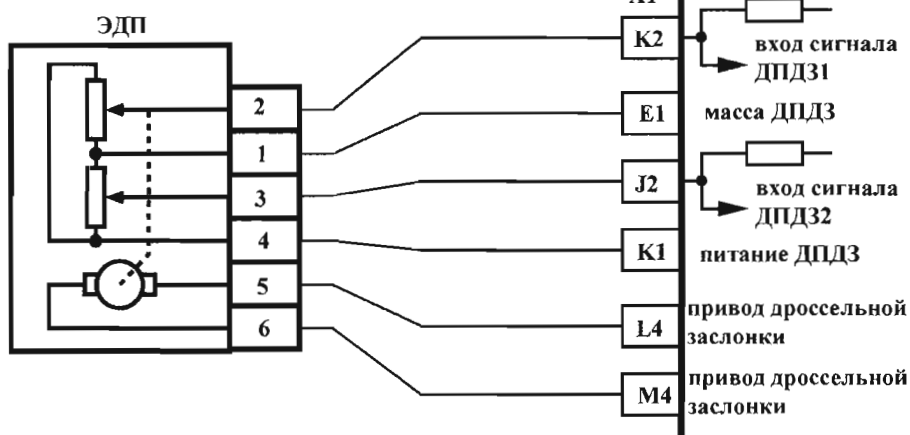 ЭДП
2
1
3
4
5
6
K2
E1
J2
K1
L4
M4
вход сигнала
ДПДЗ1
масса ДПДЗ
вход сигнала
ДПДЗ2
питание ДПДЗ
привод дроссельной
заслонки
привод дроссельной
заслонки